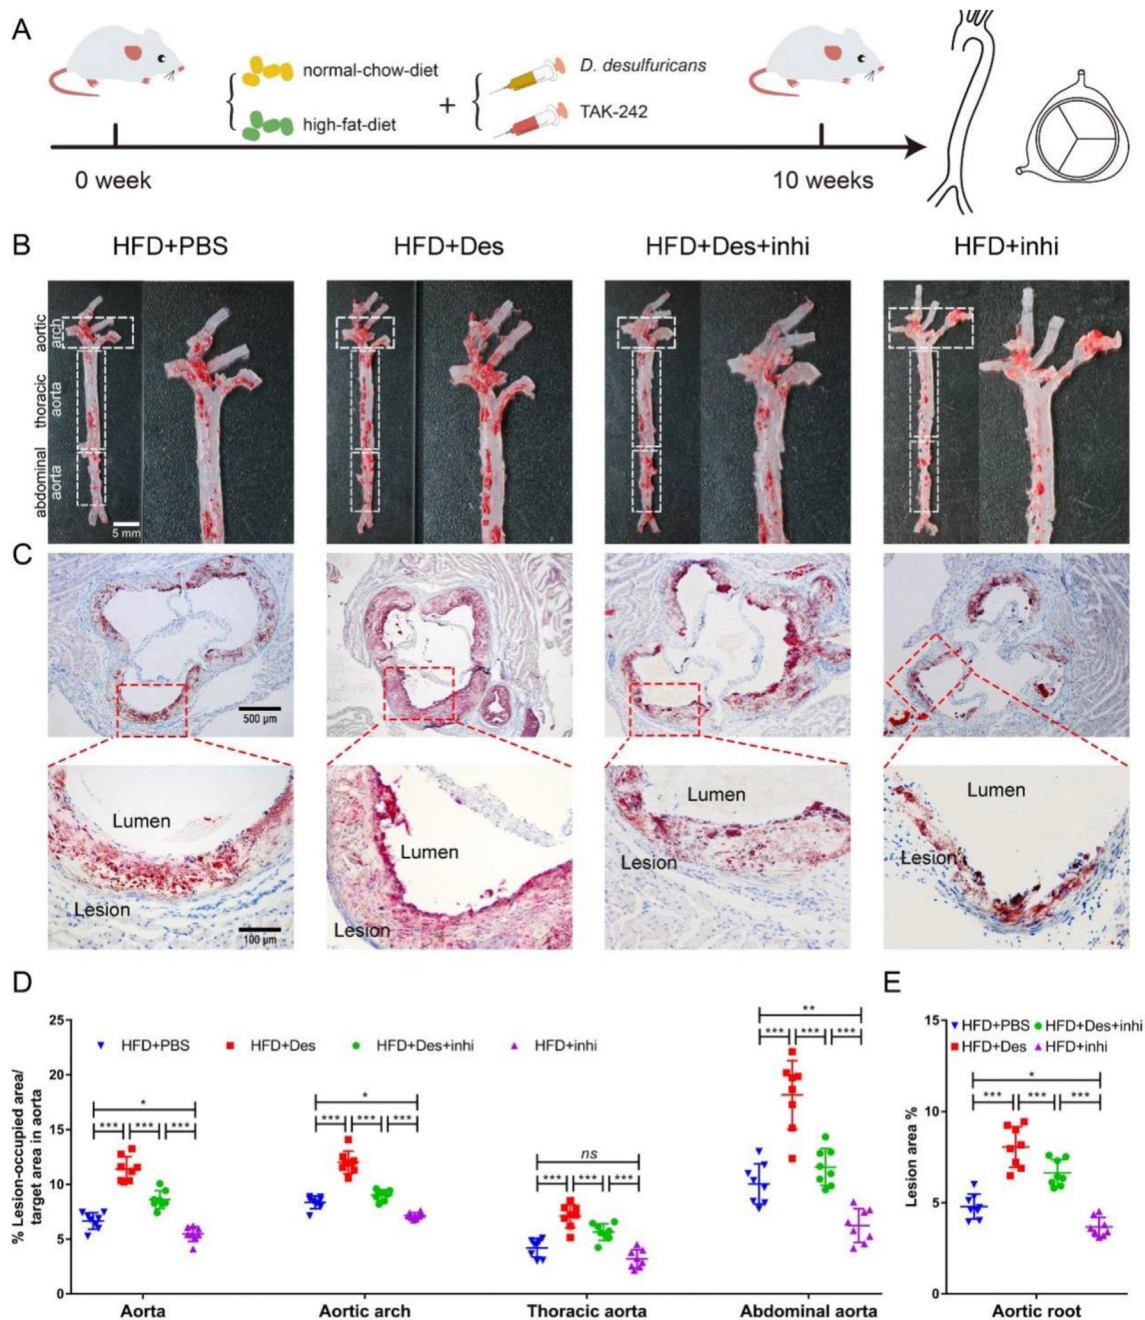 A
normal-chow-diet
high-fat-diet
+
D. desulfuricans
TAK-242
0 week
10 weeks
B
HFD+PBS
HFD+Des
HFD+Des+inhi
HFD+inhi
aortic
arch
thoracic
aorta
abdominal
aorta
5 mm
C
500 µm
Lumen
Lesion
100 µm
Lumen
Lesion
Lumen
Lesion
Lumen
Lesion
D
% Lesion-occupied area/
target area in aorta
25
20
15
10
5
0
HFD+PBS
HFD+Des
HFD+Des+inhi
HFD+inhi
*
*** *** ***
*
*** *** ***
ns
*** *** ***
**
*** *** ***
Aorta
Aortic arch
Thoracic aorta
Abdominal aorta
E
Lesion area %
15
10
5
0
HFD+PBS
HFD+Des+inhi
HFD+Des
HFD+inhi
*
*** *** ***
Aortic root